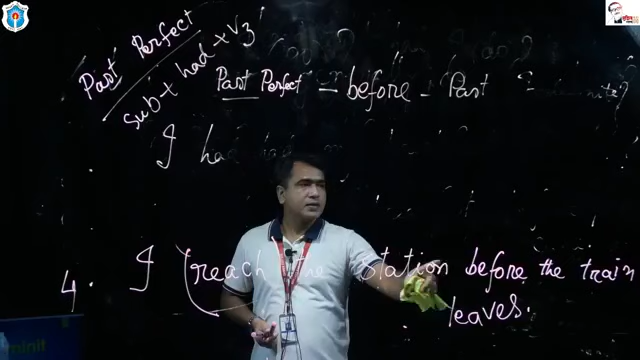 Past Perfect
sub + had + v3
Past Perfect - before - Past
I had
4. I (reach the station before the train
leaves.